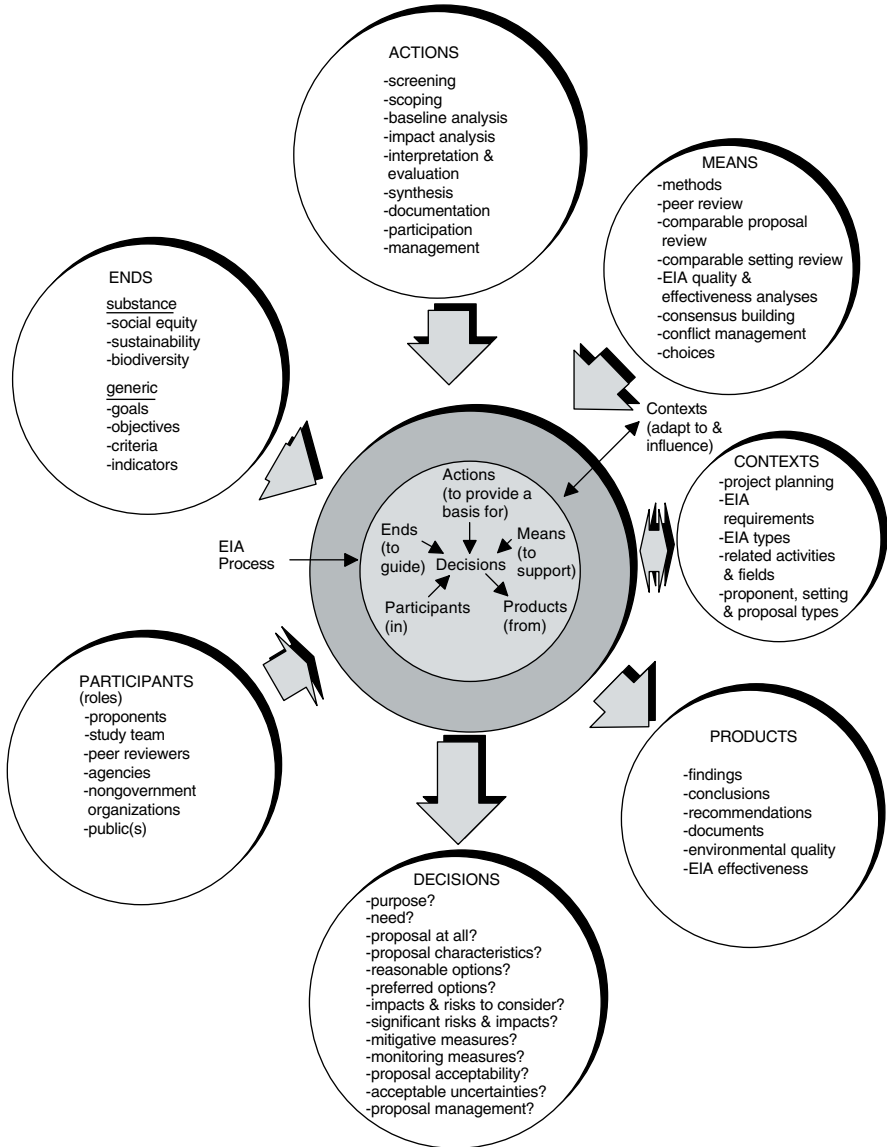 ACTIONS
-screening
-scoping
-baseline analysis
-impact analysis
-interpretation &
evaluation
-synthesis
-documentation
-participation
-management
MEANS
-methods
-peer review
-comparable proposal
review
-comparable setting review
-EIA quality &
effectiveness analyses
-consensus building
-conflict management
-choices
ENDS
substance
-social equity
-sustainability
-biodiversity
generic
-goals
-objectives
-criteria
-indicators
Contexts
(adapt to &
influence)
CONTEXTS
-project planning
-EIA
requirements
-EIA types
-related activities
& fields
-proponent, setting
& proposal types
EIA
Process
Actions
(to provide a
basis for)
Ends
(to
guide)
Means
(to
support)
Decisions
Participants
(in)
Products
(from)
PARTICIPANTS
(roles)
-proponents
-study team
-peer reviewers
-agencies
-nongovernment
organizations
-public(s)
PRODUCTS
-findings
-conclusions
-recommendations
-documents
-environmental quality
-EIA effectiveness
DECISIONS
-purpose?
-need?
-proposal at all?
-proposal characteristics?
-reasonable options?
-preferred options?
-impacts & risks to consider?
-significant risks & impacts?
-mitigative measures?
-monitoring measures?
-proposal acceptability?
-acceptable uncertainties?
-proposal management?